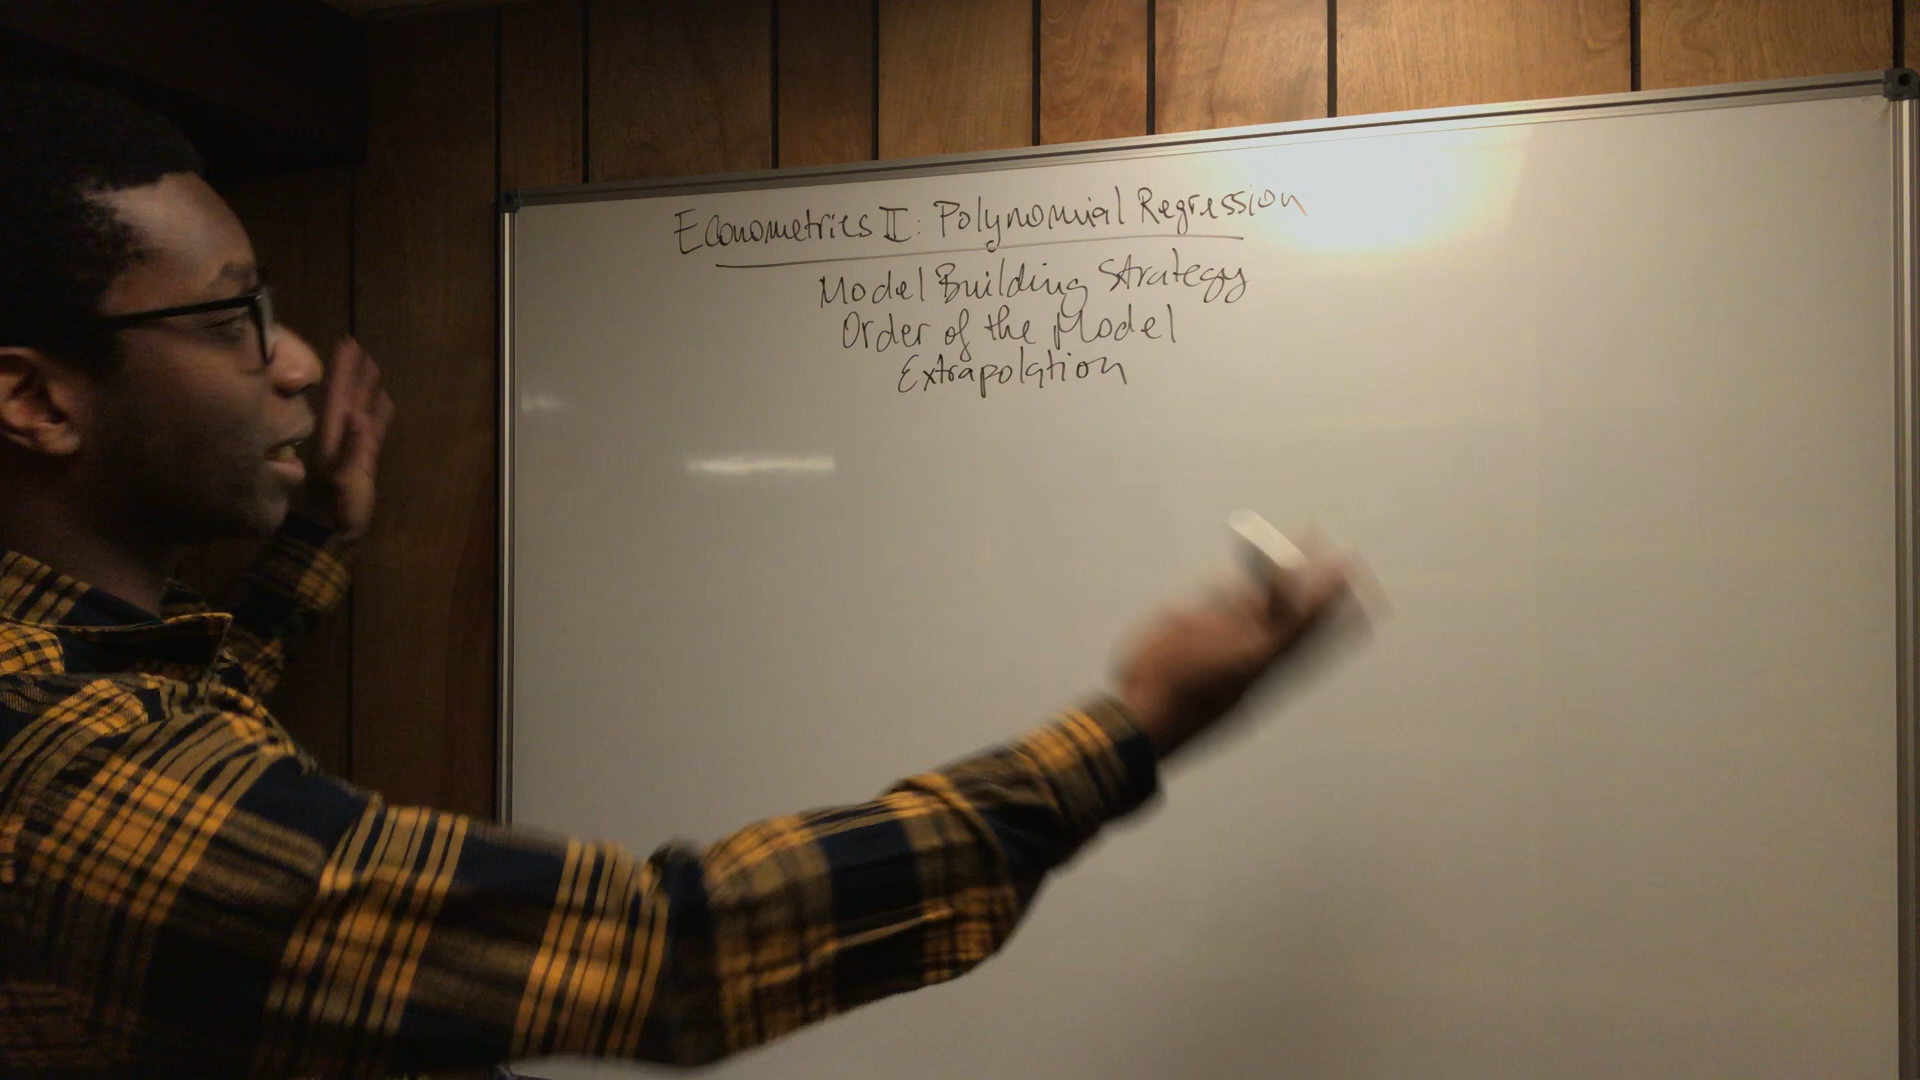 Econometrics II: Polynomial Regression
Model Building Strategy
Order of the Model
Extrapolation